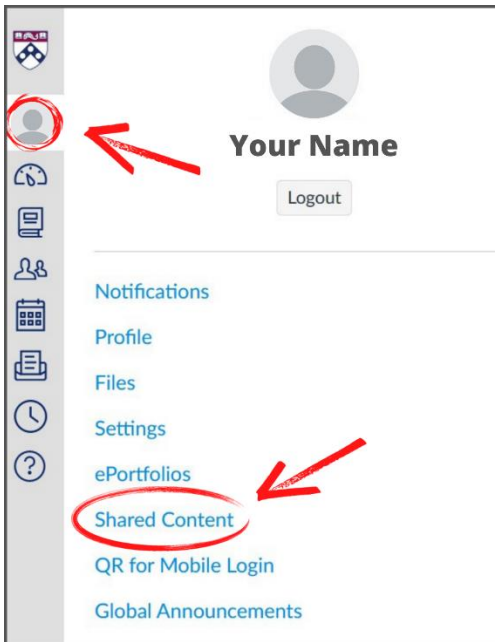 Your Name
Logout
Notifications
Profile
Files
Settings
ePortfolios
Shared Content
QR for Mobile Login
Global Announcements